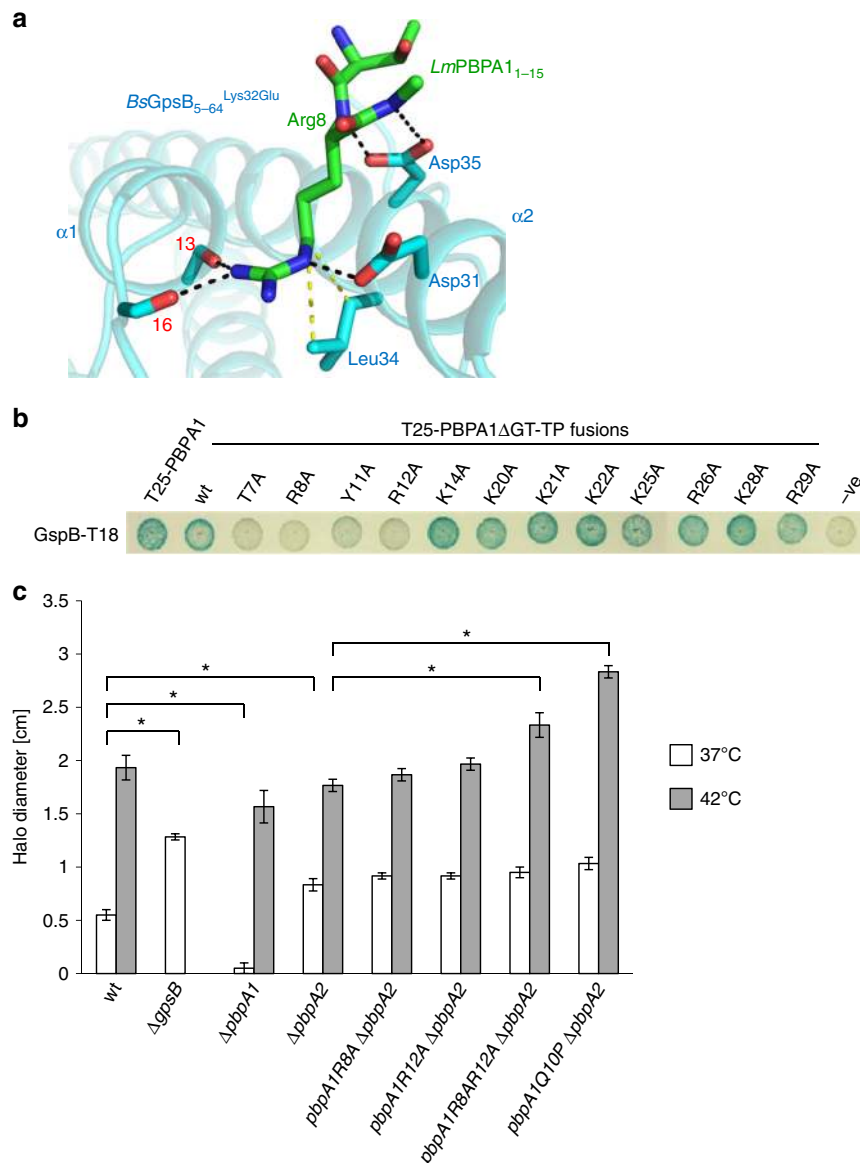 a
LmPBPA1₁₋₁₅
BsGpsB₅₋₆₄ᴸʸˢ³²ᴳˡᵘ
Arg8
Asp35
α1
α2
13
Asp31
16
Leu34
b
T25-PBPA1ΔGT-TP fusions
T25-PBPA1 wt T7A R8A Y11A R12A K14A K20A K21A K22A K25A R26A K28A R29A –ve
GspB-T18
c
3.5
3
2.5
2
1.5
1
0.5
0
Halo diameter [cm]
* * * * *
37°C
42°C
wt
ΔgpsB
ΔpbpA1
ΔpbpA2
pbpA1R8A ΔpbpA2
pbpA1R12A ΔpbpA2
pbpA1R8AR12A ΔpbpA2
pbpA1Q10P ΔpbpA2